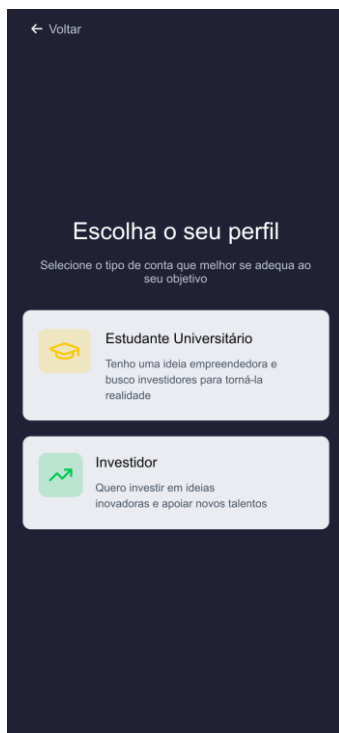 Voltar
Escolha o seu perfil
Selecione o tipo de conta que melhor se adequa ao
seu objetivo
Estudante Universitário
Tenho uma ideia empreendedora e
busco investidores para torná-la
realidade
Investidor
Quero investir em ideias
inovadoras e apoiar novos talentos